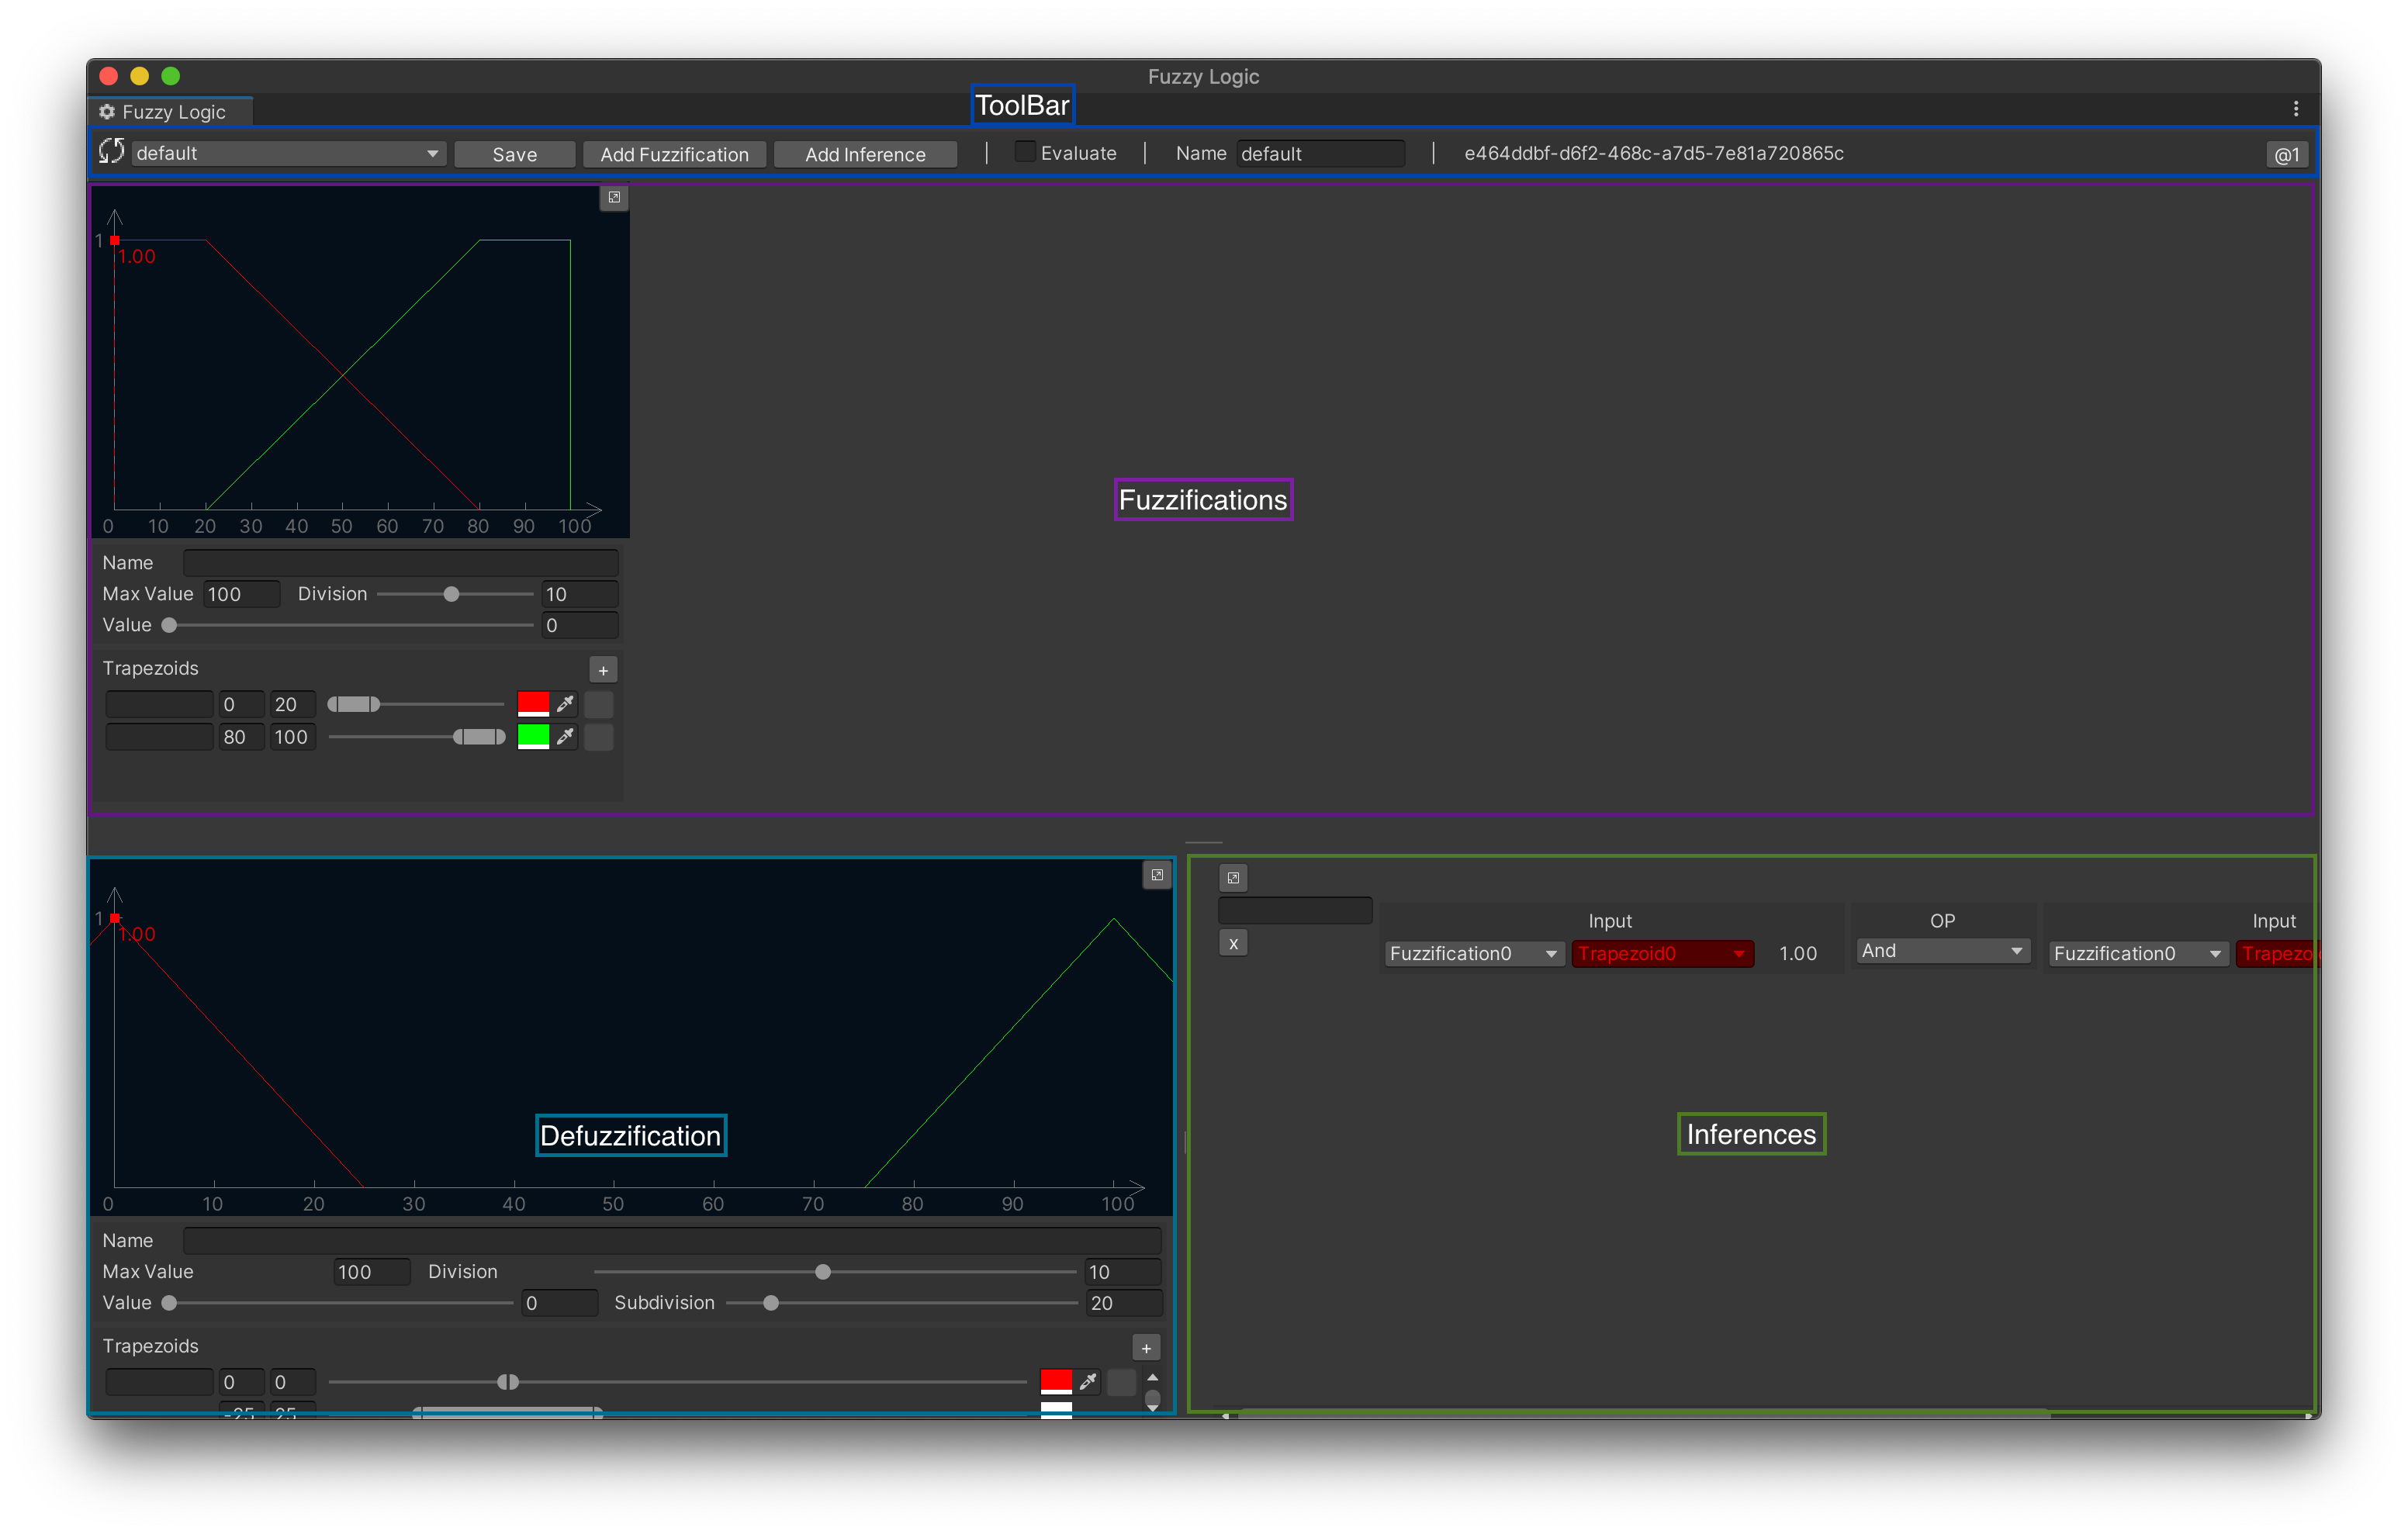 Fuzzy Logic
Fuzzy Logic
ToolBar
default Save Add Fuzzification Add Inference | Evaluate | Name default | e464ddbf-d6f2-468c-a7d5-7e81a720865c @1
1
1.00
0 10 20 30 40 50 60 70 80 90 100
Fuzzifications
Name
Max Value 100 Division 10
Value 0
Trapezoids +
0 20
80 100
1
1.00
Defuzzification
0 10 20 30 40 50 60 70 80 90 100
Name
Max Value 100 Division 10
Value 0 Subdivision 20
Trapezoids +
0 0
-25 25
Input OP Input
x
Fuzzification0 Trapezoid0 1.00 And Fuzzification0 Trapezo
Inferences